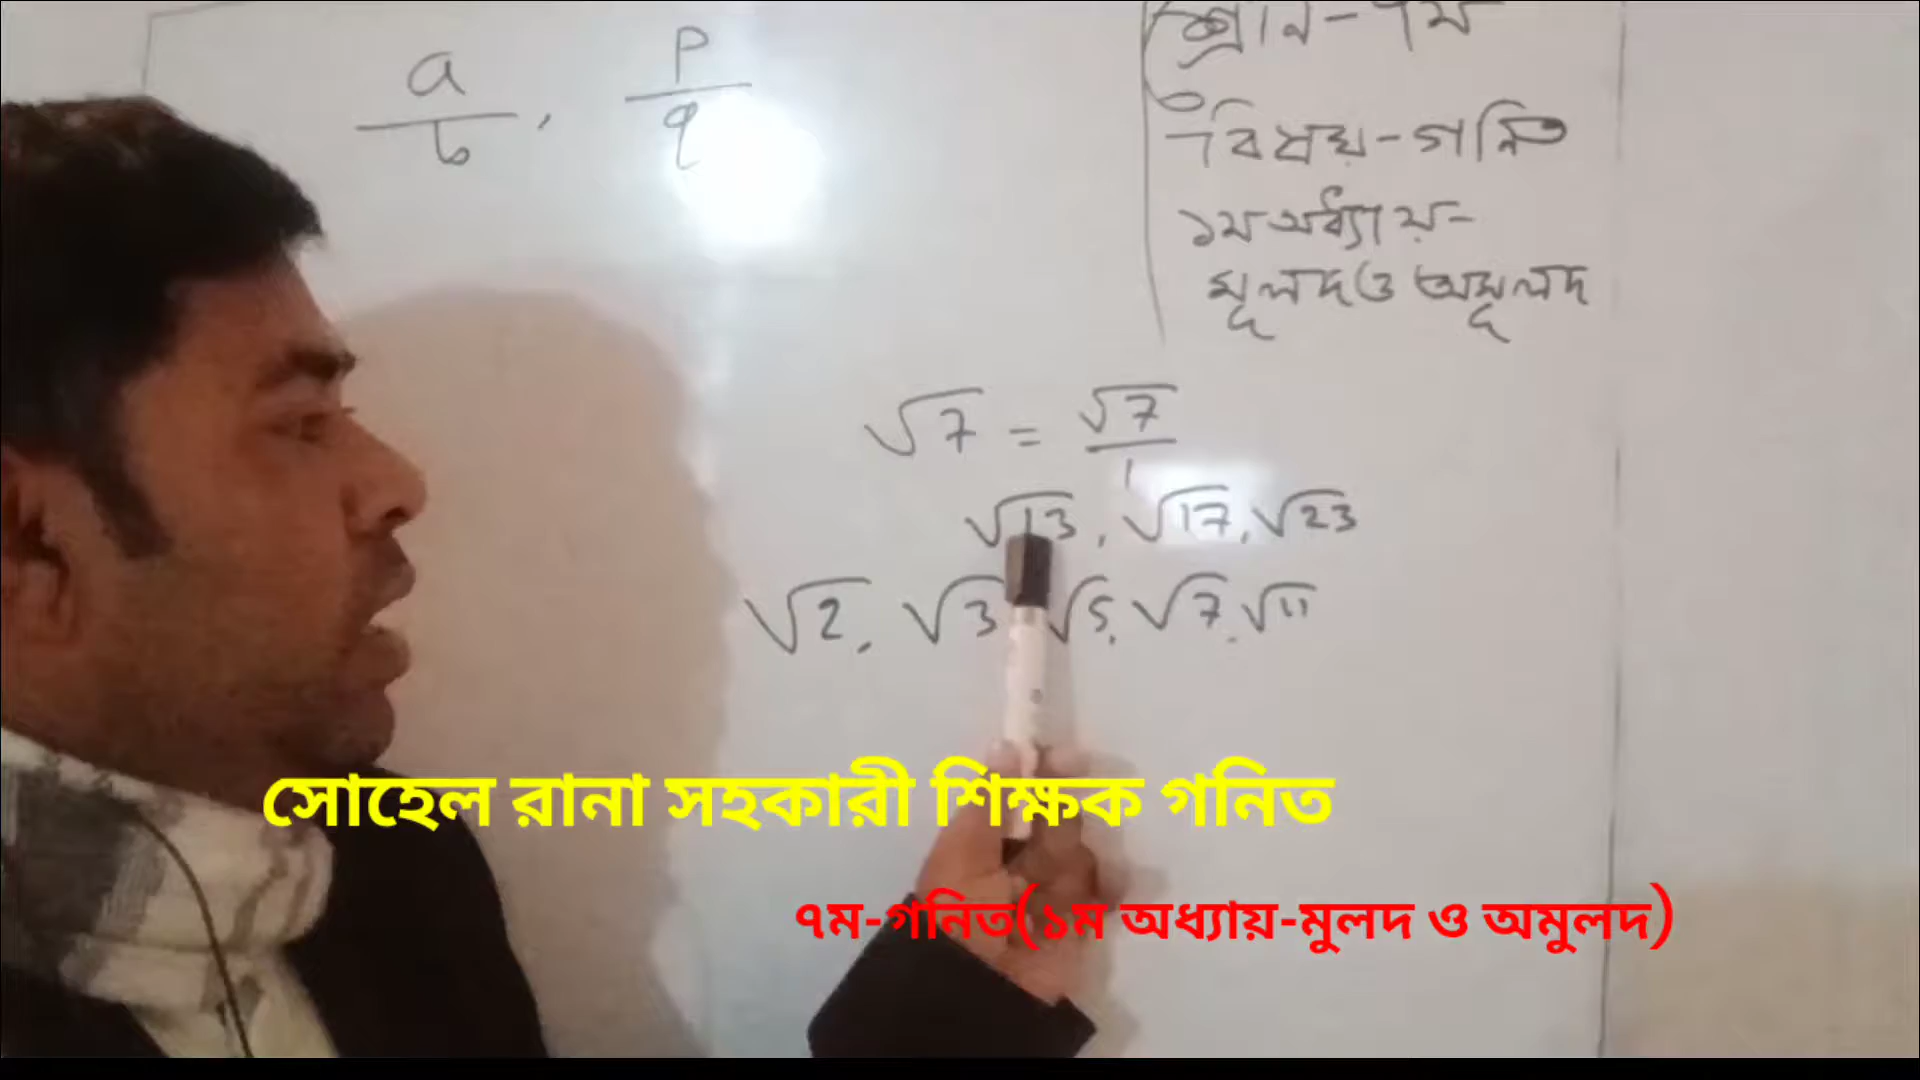 a/b, p/q
শ্রেনি-৭ম
বিষয়-গনিত
১ম অধ্যায়-
মূলদ ও অমূলদ
√7 = √7/1
√13, √17, √23
√2, √3 √5, √7, √11
সোহেল রানা সহকারী শিক্ষক গনিত
৭ম-গনিত(১ম অধ্যায়-মুলদ ও অমুলদ)